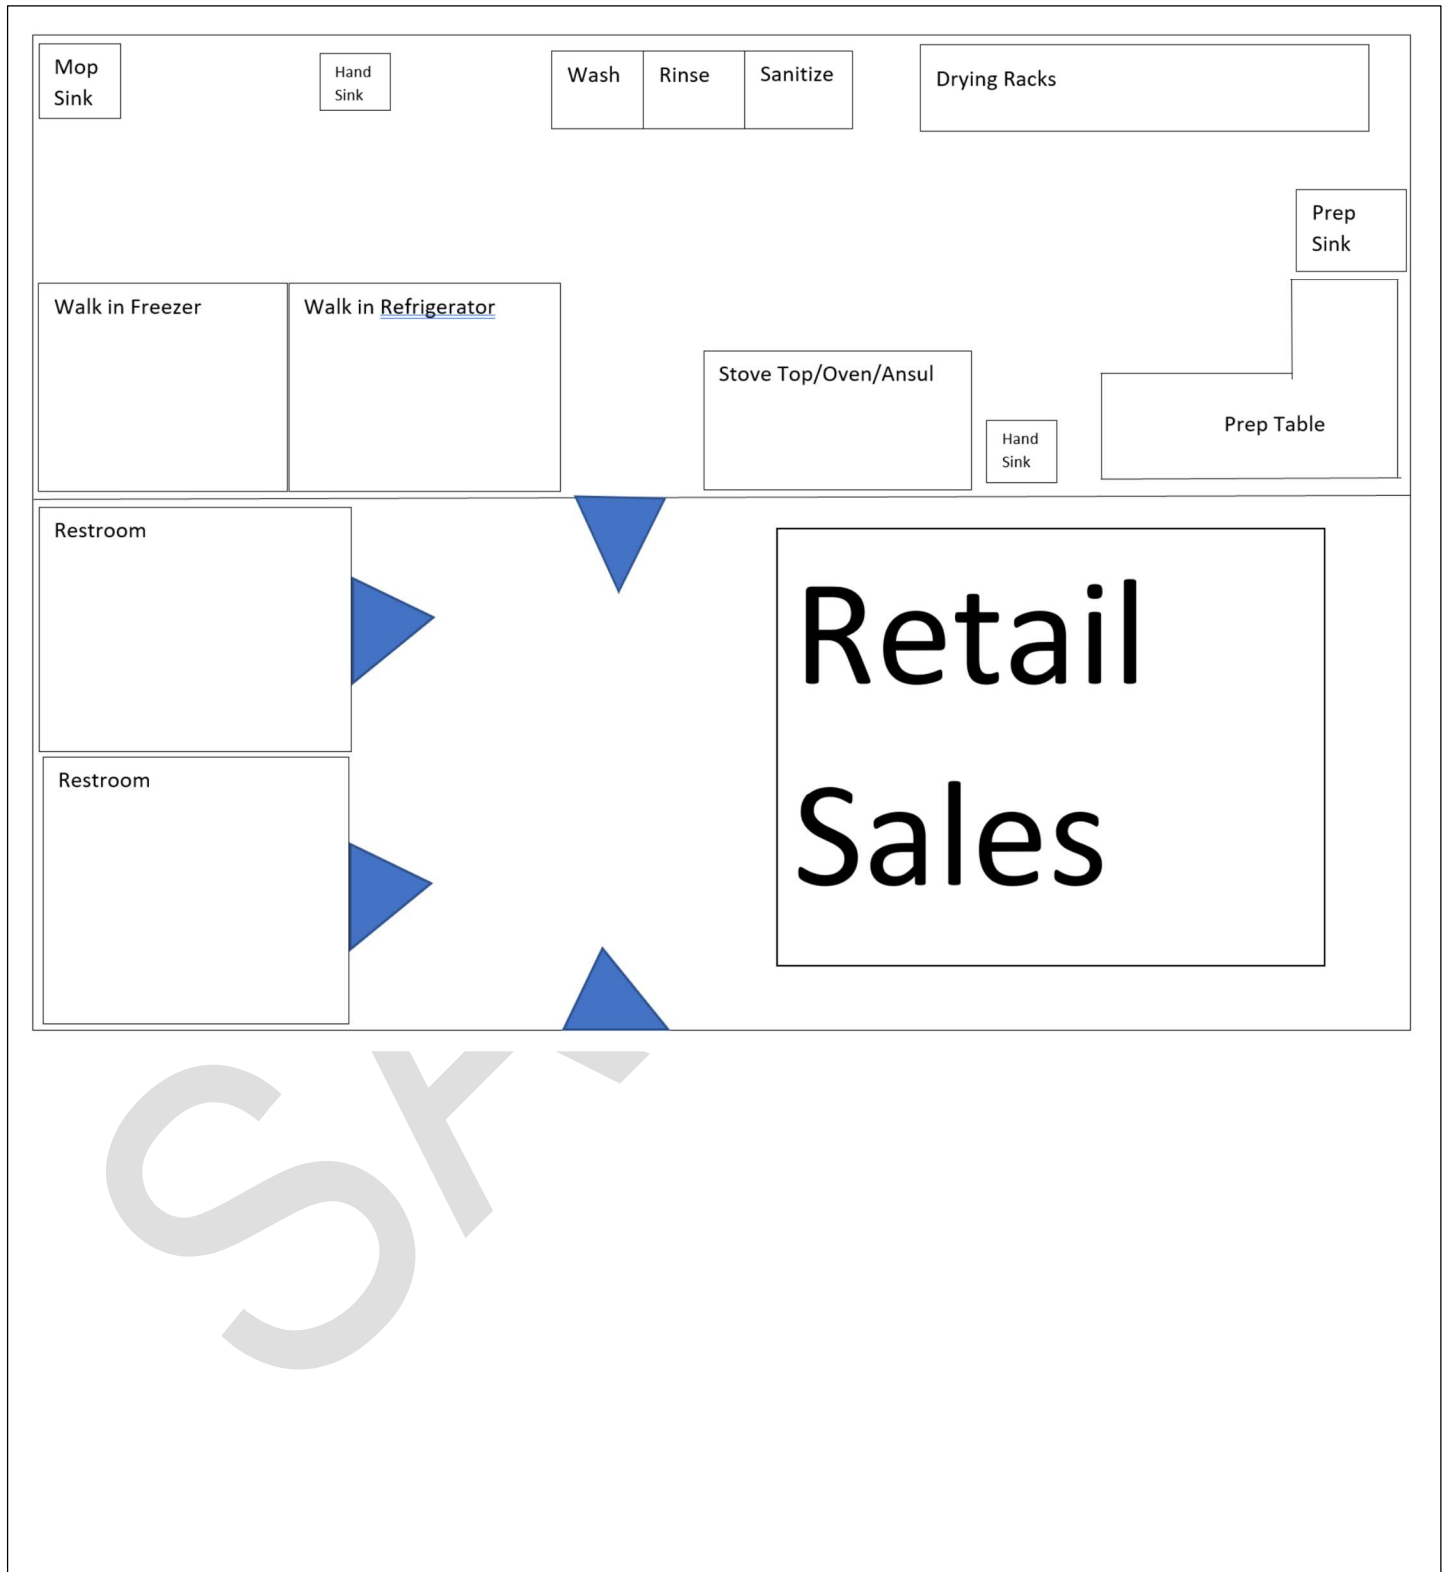 Mop
Sink
Hand
Sink
Wash
Rinse
Sanitize
Drying Racks
Prep
Sink
Walk in Freezer
Walk in Refrigerator
Stove Top/Oven/Ansul
Hand
Sink
Prep Table
Restroom
Retail
Sales
Restroom
SA